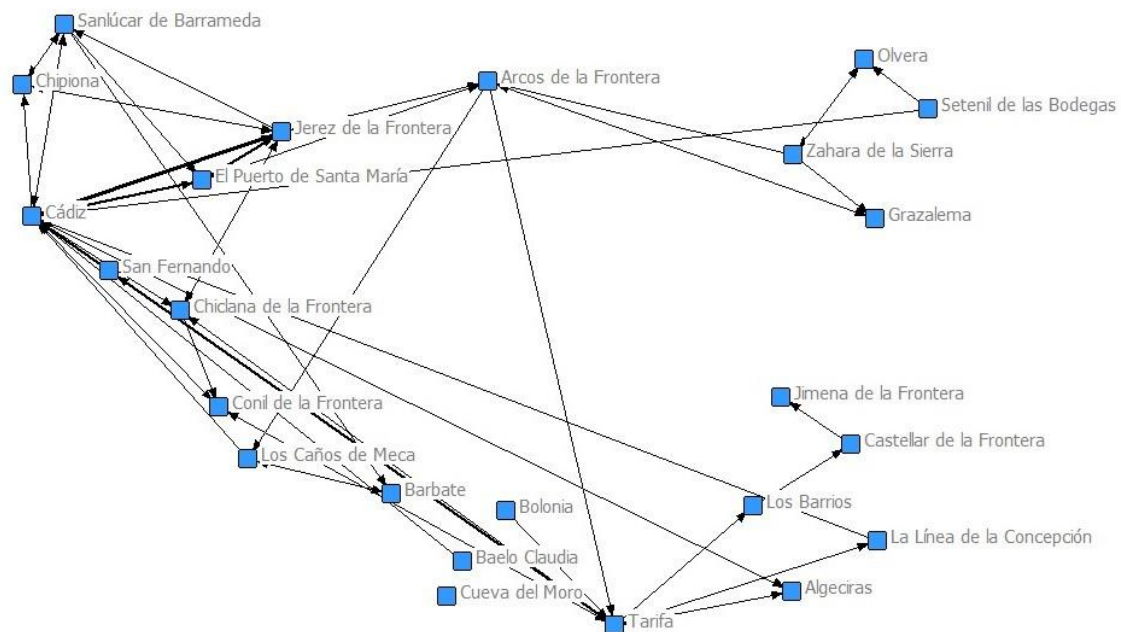 Sanlúcar de Barrameda
Olvera
Chipiona
Arcos de la Frontera
Setenil de las Bodegas
Jerez de la Frontera
Zahara de la Sierra
El Puerto de Santa María
Cádiz
Grazalema
San Fernando
Chiclana de la Frontera
Jimena de la Frontera
Conil de la Frontera
Castellar de la Frontera
Los Caños de Meca
Barbate
Bolonia
Los Barrios
La Línea de la Concepción
Baelo Claudia
Cueva del Moro
Algeciras
Tarifa